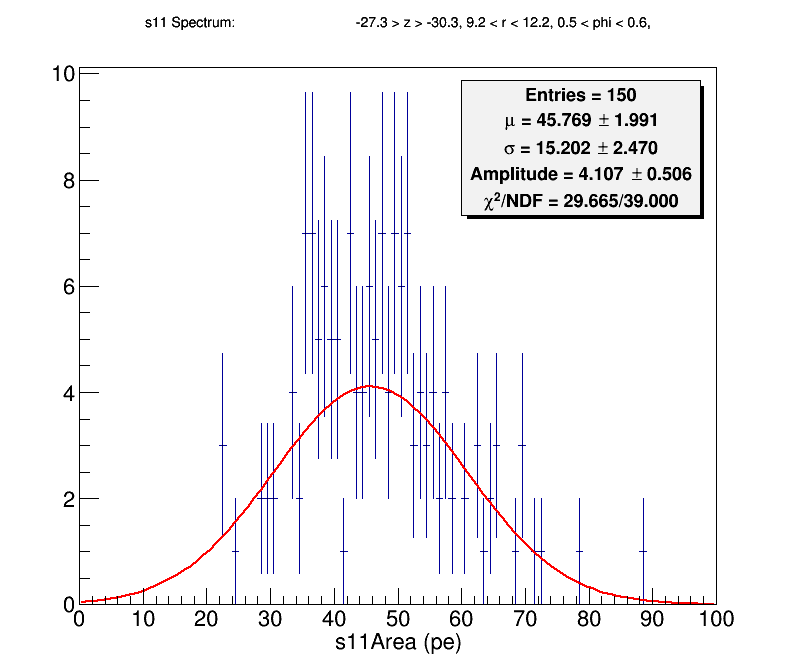 s11 Spectrum: -27.3 > z > -30.3, 9.2 < r < 12.2, 0.5 < phi < 0.6,
Entries = 150
μ = 45.769 ± 1.991
σ = 15.202 ± 2.470
Amplitude = 4.107 ± 0.506
χ²/NDF = 29.665/39.000
10
8
6
4
2
0
0 10 20 30 40 50 60 70 80 90 100
s11Area (pe)